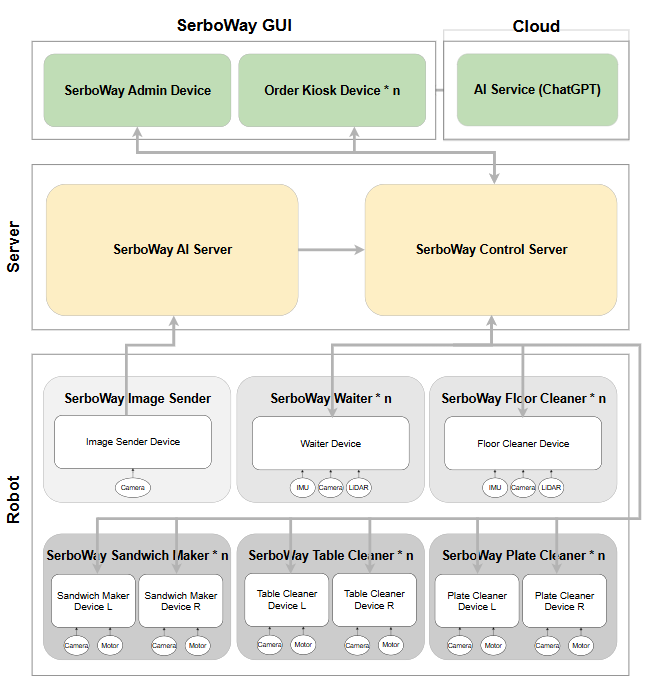 SerboWay GUI
Cloud
SerboWay Admin Device
Order Kiosk Device * n
AI Service (ChatGPT)
Server
SerboWay AI Server
SerboWay Control Server
Robot
SerboWay Image Sender
Image Sender Device
Camera
SerboWay Waiter * n
Waiter Device
IMU
Camera
LiDAR
SerboWay Floor Cleaner * n
Floor Cleaner Device
IMU
Camera
LiDAR
SerboWay Sandwich Maker * n
Sandwich Maker
Device L
Camera
Motor
Sandwich Maker
Device R
Camera
Motor
SerboWay Table Cleaner * n
Table Cleaner
Device L
Camera
Motor
Table Cleaner
Device R
Camera
Motor
SerboWay Plate Cleaner * n
Plate Cleaner
Device L
Camera
Motor
Plate Cleaner
Device R
Camera
Motor